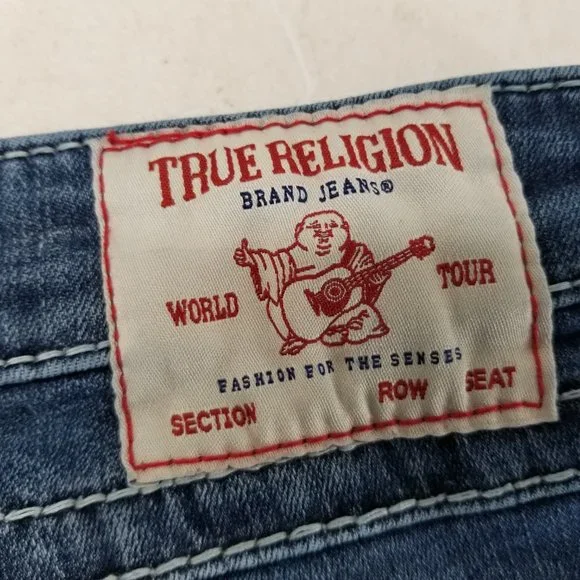 TRUE RELIGION
BRAND JEANS®
WORLD TOUR
FASHION FOR THE SENSES
SECTION ROW SEAT